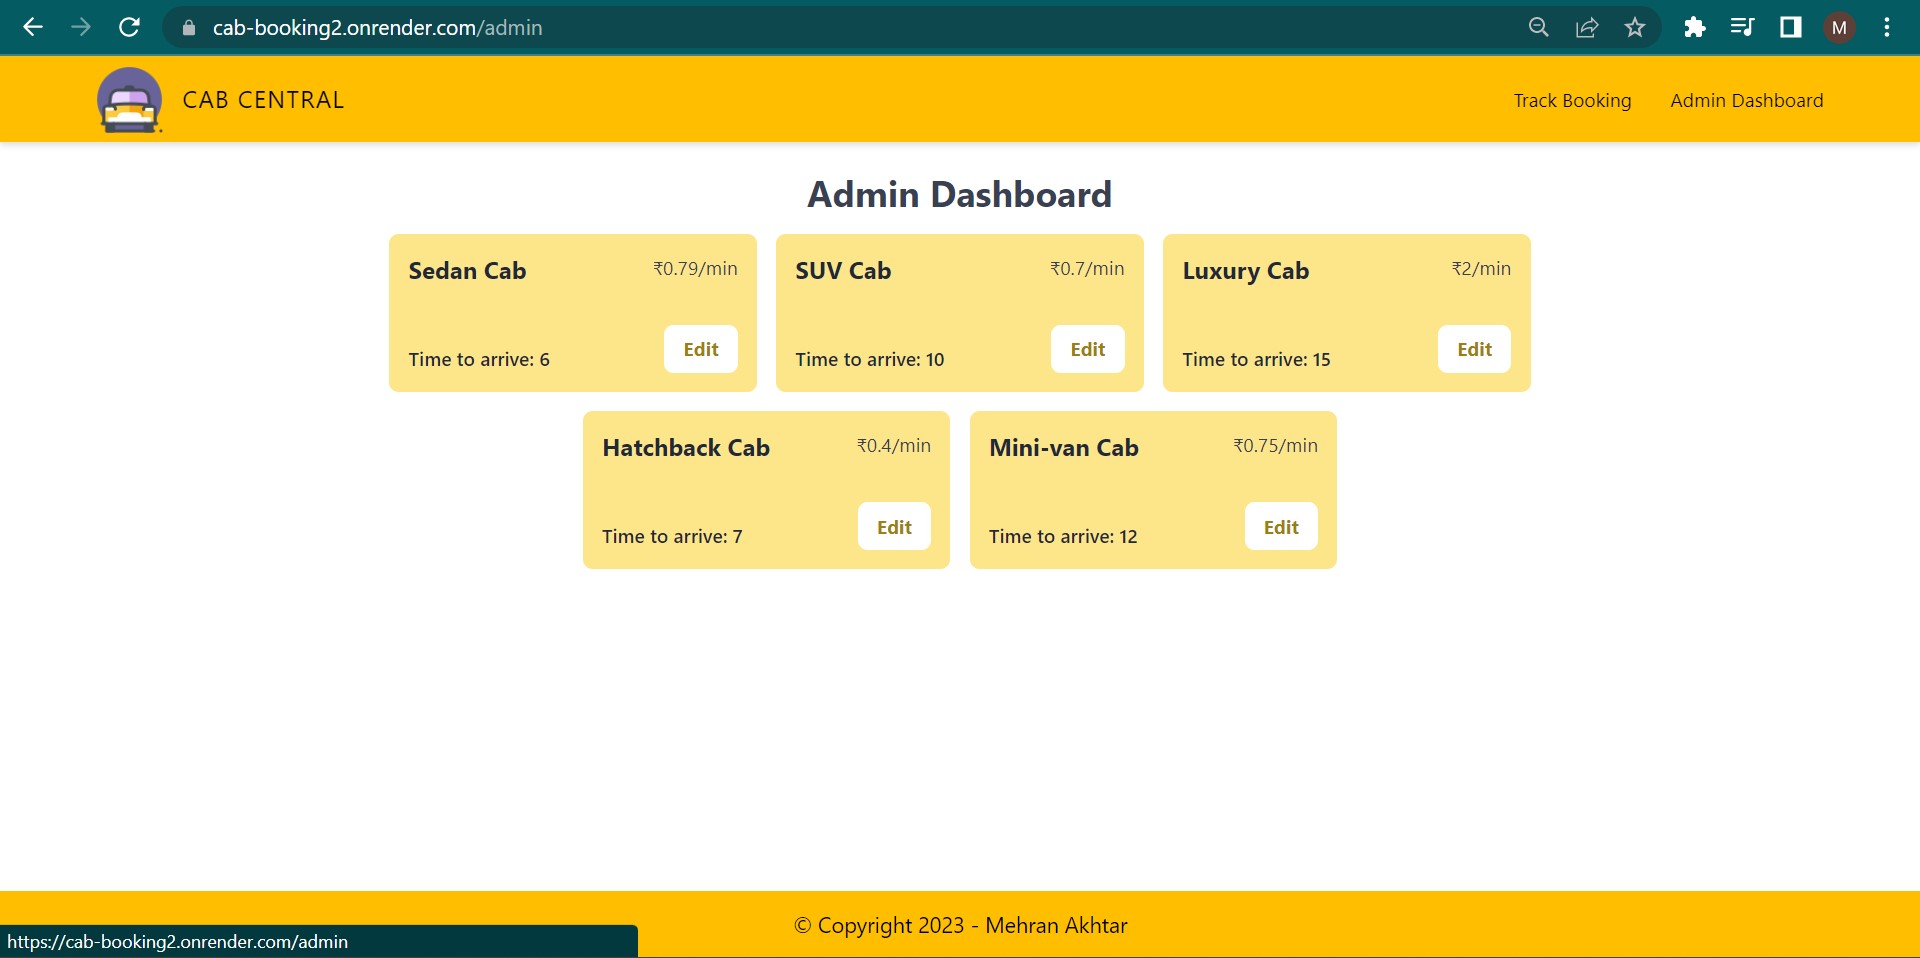 cab-booking2.onrender.com/admin
M
CAB CENTRAL
Track Booking
Admin Dashboard
Admin Dashboard
Sedan Cab
₹0.79/min
Time to arrive: 6
Edit
SUV Cab
₹0.7/min
Time to arrive: 10
Edit
Luxury Cab
₹2/min
Time to arrive: 15
Edit
Hatchback Cab
₹0.4/min
Time to arrive: 7
Edit
Mini-van Cab
₹0.75/min
Time to arrive: 12
Edit
© Copyright 2023 - Mehran Akhtar
https://cab-booking2.onrender.com/admin